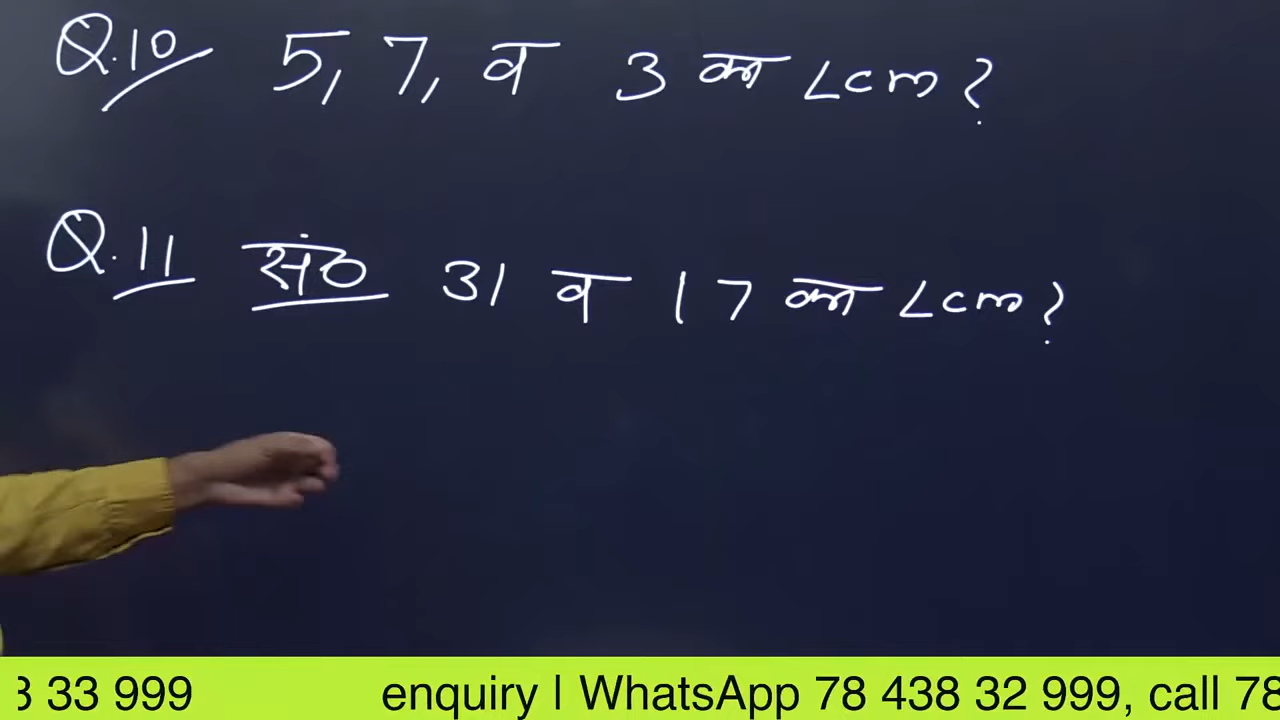 Q.10 5, 7, व 3 का Lcm?
Q.11 सं० 31 व 17 का Lcm?
3 33 999 enquiry | WhatsApp 78 438 32 999, call 78